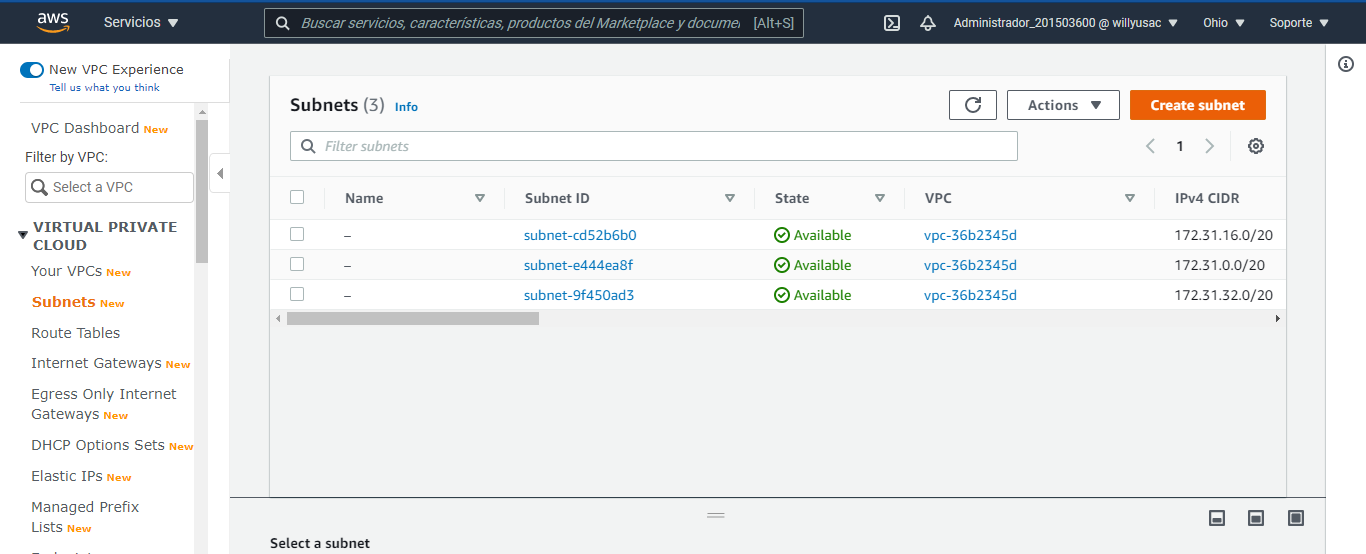 aws Servicios Buscar servicios, características, productos del Marketplace y documen [Alt+S] Administrador_201503600 @ willyusac Ohio Soporte
New VPC Experience
Tell us what you think
VPC Dashboard New
Filter by VPC:
Select a VPC
VIRTUAL PRIVATE
CLOUD
Your VPCs New
Subnets New
Route Tables
Internet Gateways New
Egress Only Internet
Gateways New
DHCP Options Sets New
Elastic IPs New
Managed Prefix
Lists New
Subnets (3) Info Actions Create subnet
Filter subnets 1
Name Subnet ID State VPC IPv4 CIDR
– subnet-cd52b6b0 Available vpc-36b2345d 172.31.16.0/20
– subnet-e444ea8f Available vpc-36b2345d 172.31.0.0/20
– subnet-9f450ad3 Available vpc-36b2345d 172.31.32.0/20
Select a subnet